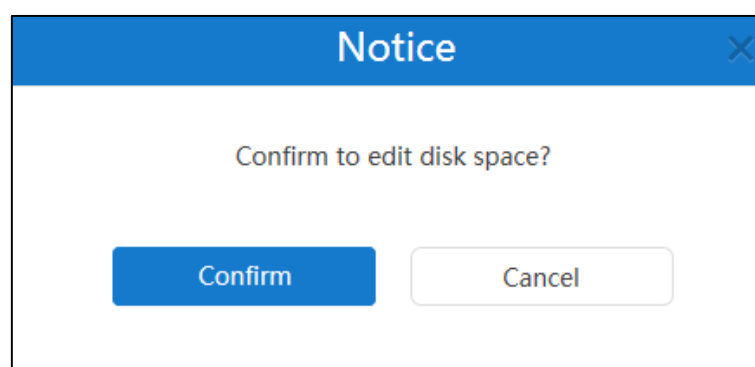 Notice
Confirm to edit disk space?
Confirm
Cancel